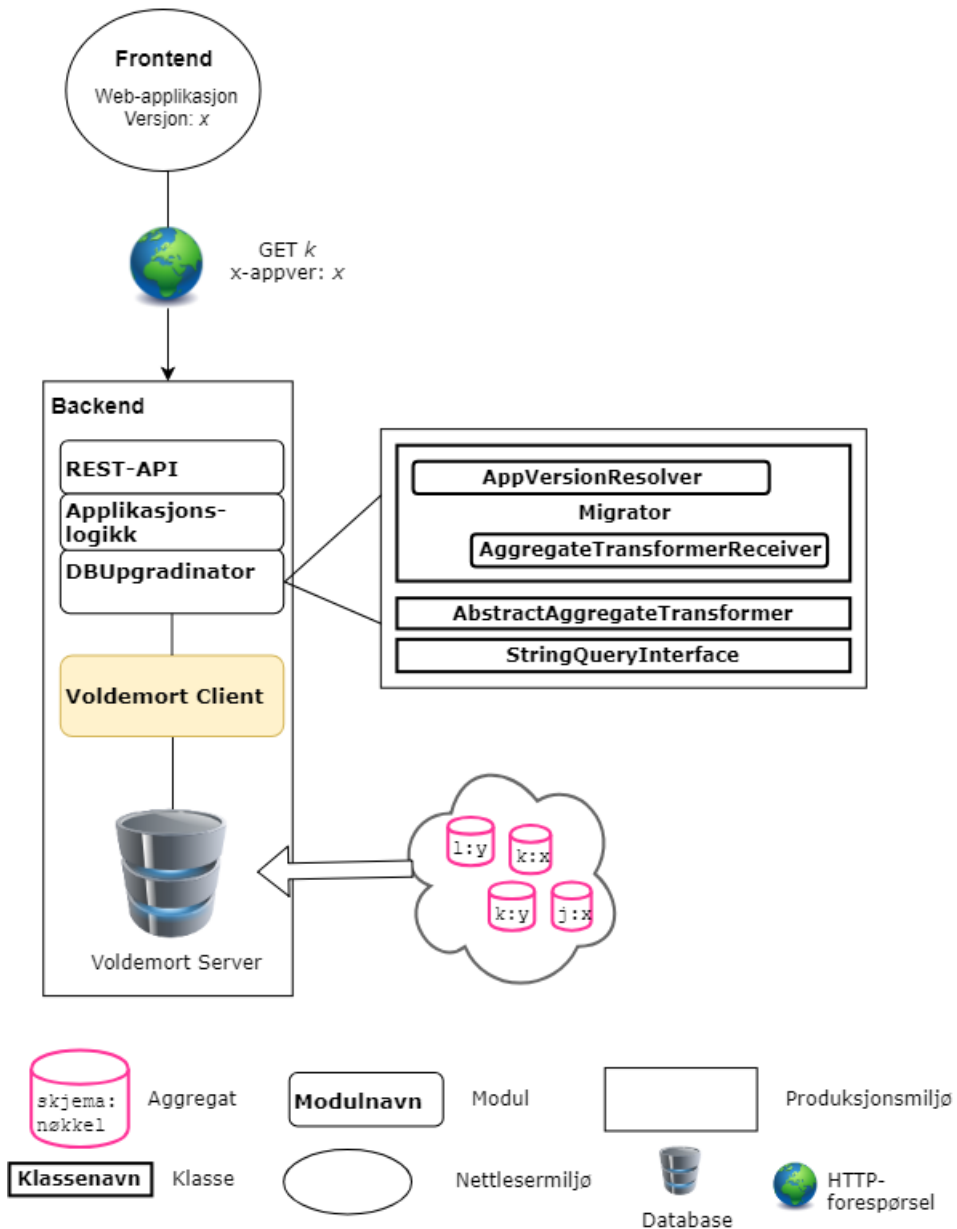 Frontend
Web-applikasjon
Versjon: x
GET k
x-appver: x
Backend
REST-API
Applikasjons-
logikk
DBUpgradinator
AppVersionResolver
Migrator
AggregateTransformerReceiver
AbstractAggregateTransformer
StringQueryInterface
Voldemort Client
l:y
k:x
k:y
j:x
Voldemort Server
skjema:
nøkkel
Aggregat
Modulnavn
Modul
Produksjonsmiljø
Klassenavn
Klasse
Nettlesermiljø
Database
HTTP-
forespørsel